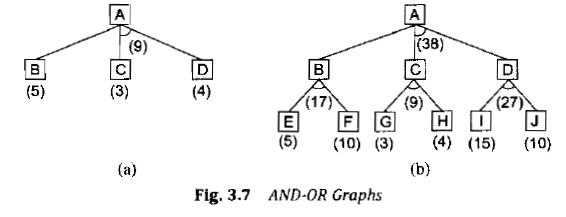 A A
(9) (38)
B C D B C D
(5) (3) (4) (17) (9) (27)
E F G H I J
(5) (10) (3) (4) (15) (10)
(a) (b)
Fig. 3.7 AND-OR Graphs